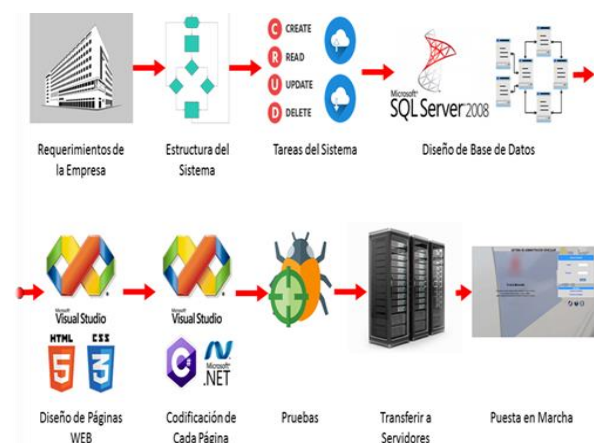 C CREATE
R READ
U UPDATE
D DELETE
Microsoft®
SQL Server 2008
Requerimientos de
la Empresa
Estructura del
Sistema
Tareas del Sistema
Diseño de Base de Datos
Microsoft
Visual Studio
HTML
5
CSS
3
Microsoft
Visual Studio
C#
Microsoft
.NET
Diseño de Páginas
WEB
Codificación de
Cada Página
Pruebas
Transferir a
Servidores
Puesta en Marcha